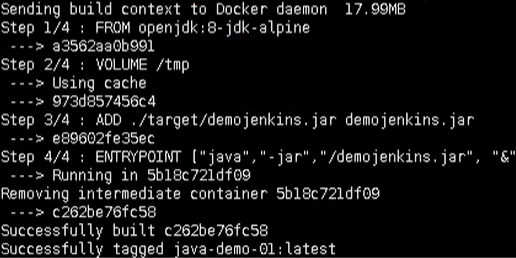 Sending build context to Docker daemon  17.99MB
Step 1/4 : FROM openjdk:8-jdk-alpine
 ---> a3562aa0b991
Step 2/4 : VOLUME /tmp
 ---> Using cache
 ---> 973d857456c4
Step 3/4 : ADD ./target/demojenkins.jar demojenkins.jar
 ---> e89602fe35ec
Step 4/4 : ENTRYPOINT ["java","-jar","/demojenkins.jar", "&"
 ---> Running in 5b18c721df09
Removing intermediate container 5b18c721df09
 ---> c262be76fc58
Successfully built c262be76fc58
Successfully tagged java-demo-01:latest